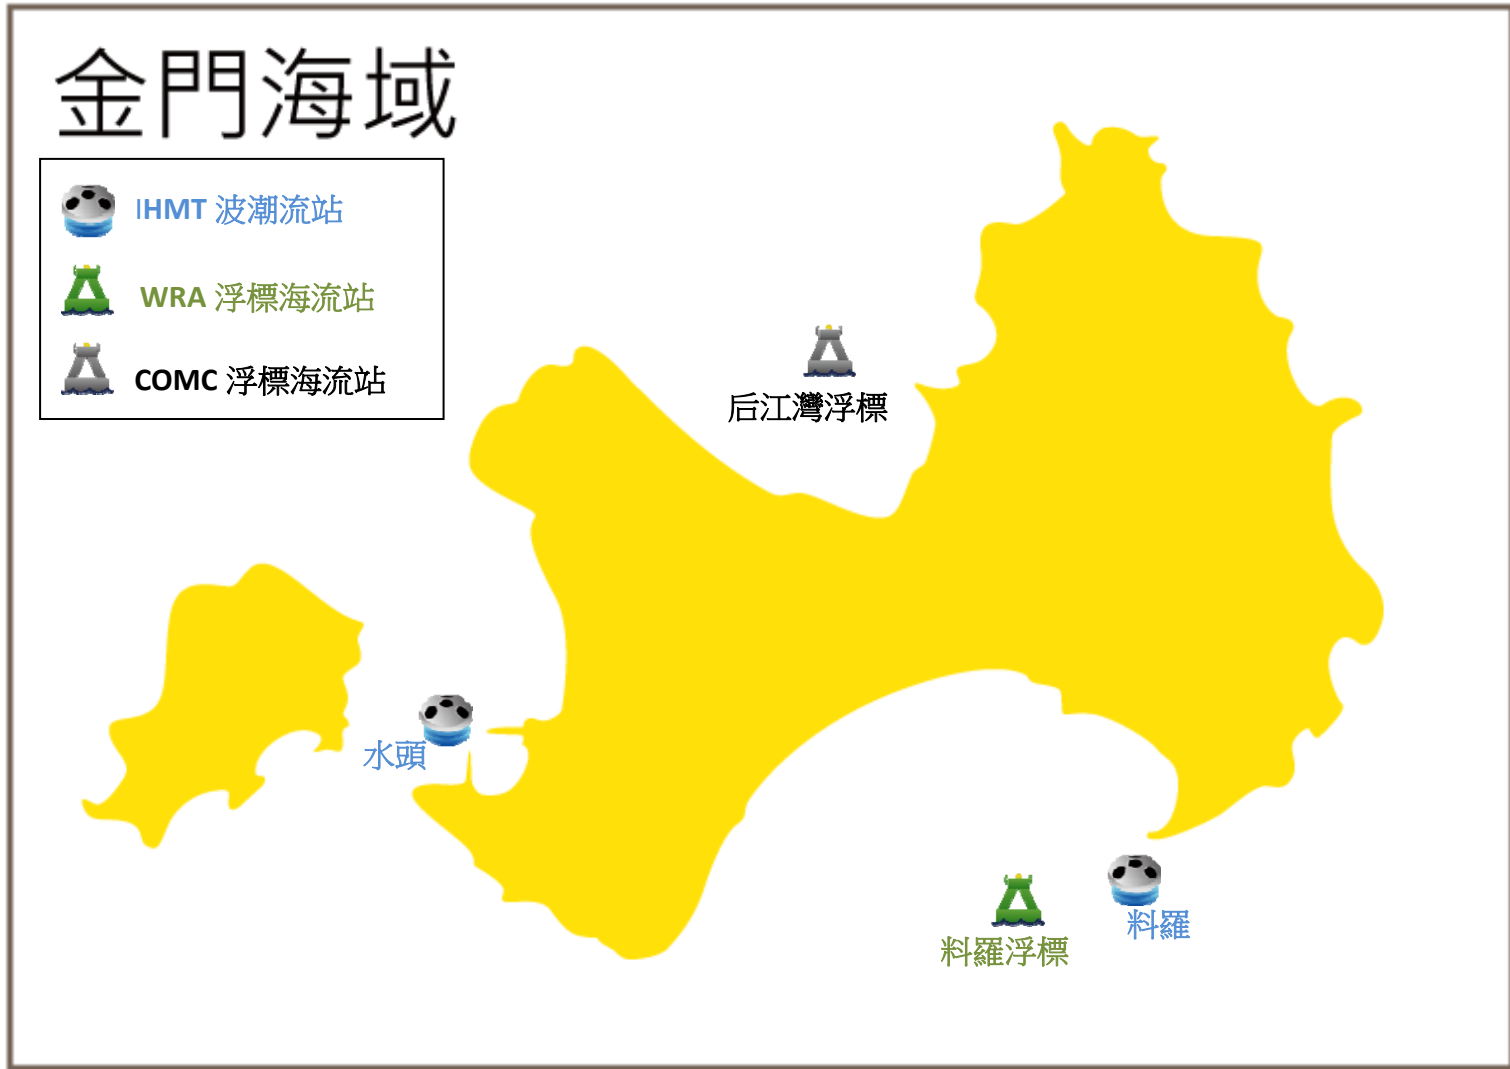 金門海域
IHMT 波潮流站
WRA 浮標海流站
COMC 浮標海流站
后江灣浮標
水頭
料羅
料羅浮標